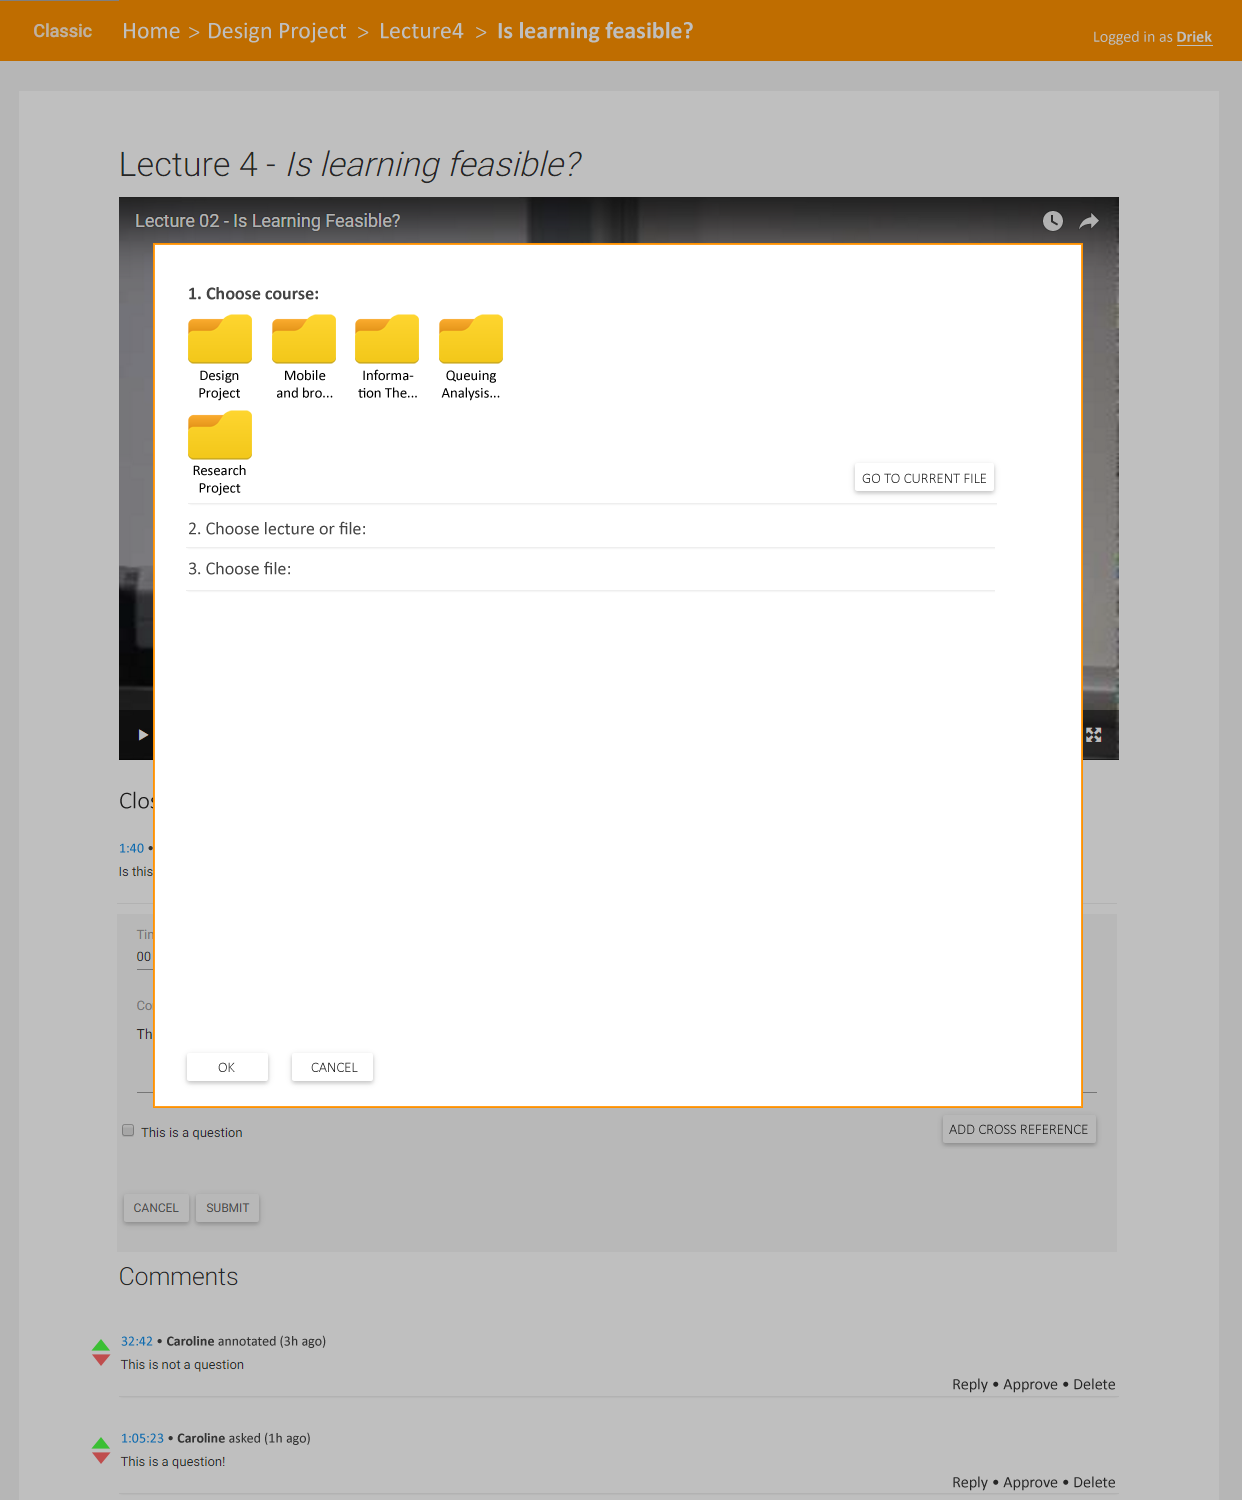 Classic Home > Design Project > Lecture4 > Is learning feasible?
Logged in as Driek
Lecture 4 - Is learning feasible?
Lecture 02 - Is Learning Feasible?
1. Choose course:
Design
Project
Mobile
and bro...
Informa-
tion The...
Queuing
Analysis...
Research
Project
GO TO CURRENT FILE
2. Choose lecture or file:
3. Choose file:
Clos
1:40 •
Is this
Tin
00
Co
Th
OK
CANCEL
This is a question
ADD CROSS REFERENCE
CANCEL
SUBMIT
Comments
32:42 • Caroline annotated (3h ago)
This is not a question
Reply • Approve • Delete
1:05:23 • Caroline asked (1h ago)
This is a question!
Reply • Approve • Delete